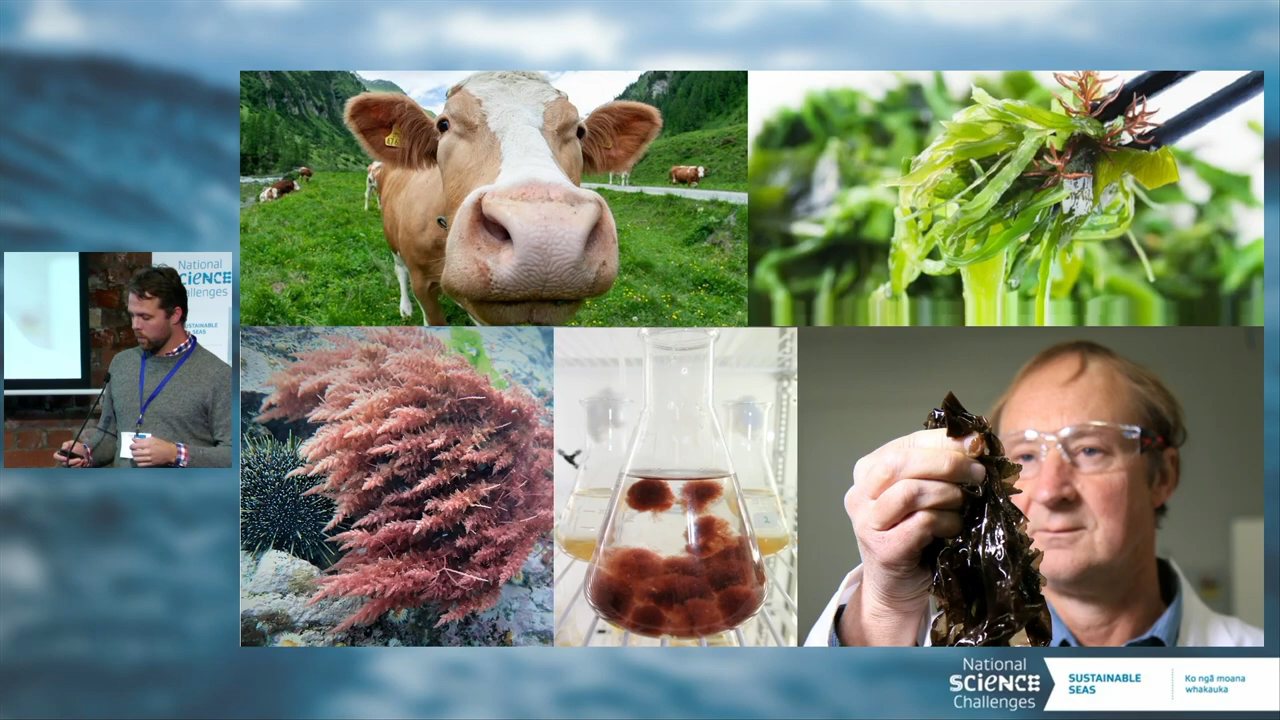 National
SCIENCE
Challenges
SUSTAINABLE
SEAS
National
SCIENCE
Challenges
SUSTAINABLE
SEAS
Ko ngā moana
whakauka